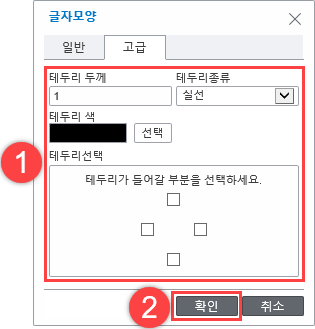 글자모양
일반 고급
테두리 두께 테두리종류
1 실선
테두리 색
선택
1
테두리선택
테두리가 들어갈 부분을 선택하세요.
2 확인 취소